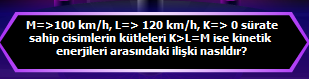 M=>100 km/h, L=> 120 km/h, K=> 0 sürate
sahip cisimlerin kütleleri K>L=M ise kinetik
enerjileri arasındaki ilişki nasıldır?